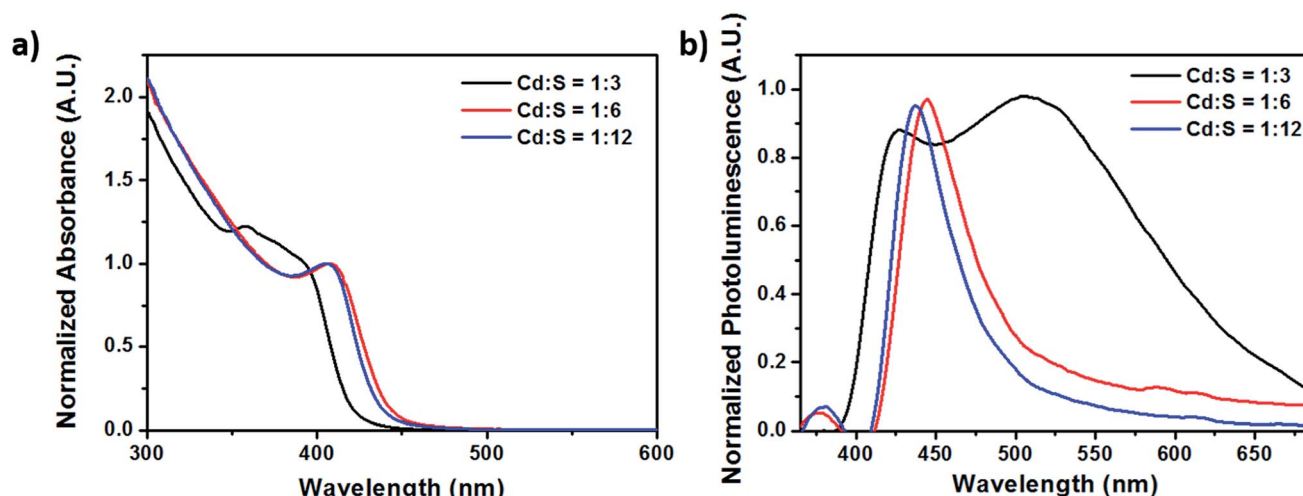 a)
Normalized Absorbance (A.U.)
2.0
1.5
1.0
0.5
0.0
300
400
500
600
Wavelength (nm)
Cd:S = 1:3
Cd:S = 1:6
Cd:S = 1:12
b)
Normalized Photoluminescence (A.U.)
1.0
0.8
0.6
0.4
0.2
0.0
400
450
500
550
600
650
Wavelength (nm)
Cd:S = 1:3
Cd:S = 1:6
Cd:S = 1:12